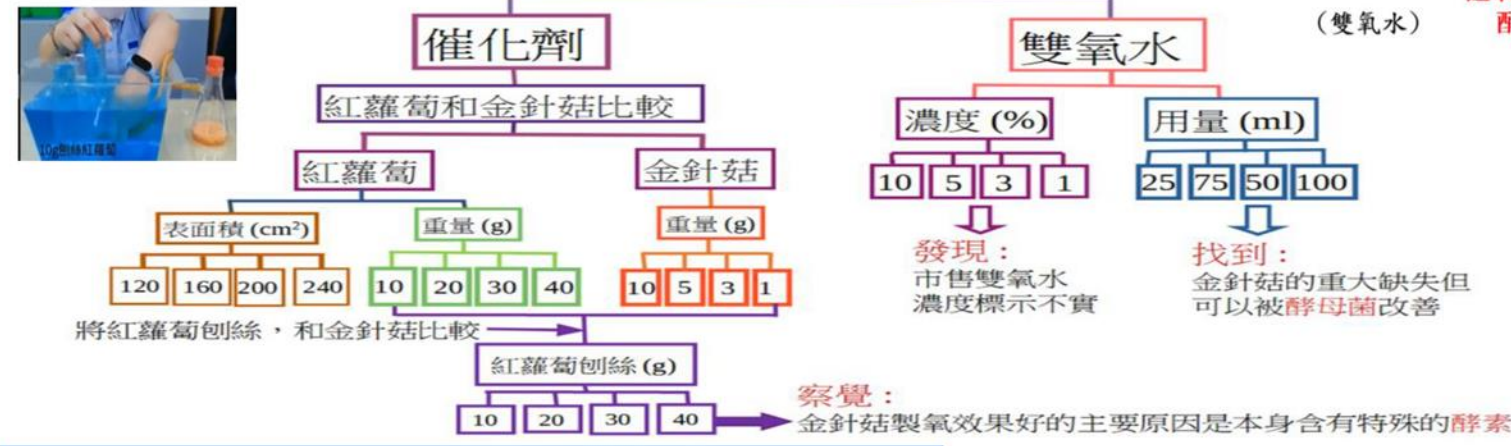 (雙氧水)
催化劑
雙氧水
紅蘿蔔和金針菇比較
濃度 (%)
用量 (ml)
10g刨絲紅蘿蔔
紅蘿蔔
金針菇
10 5 3 1
25 75 50 100
表面積 (cm²)
重量 (g)
重量 (g)
發現：
市售雙氧水
濃度標示不實
找到：
金針菇的重大缺失但
可以被酵母菌改善
120 160 200 240
10 20 30 40
10 5 3 1
將紅蘿蔔刨絲，和金針菇比較
紅蘿蔔刨絲 (g)
10 20 30 40
察覺：
金針菇製氧效果好的主要原因是本身含有特殊的酵素